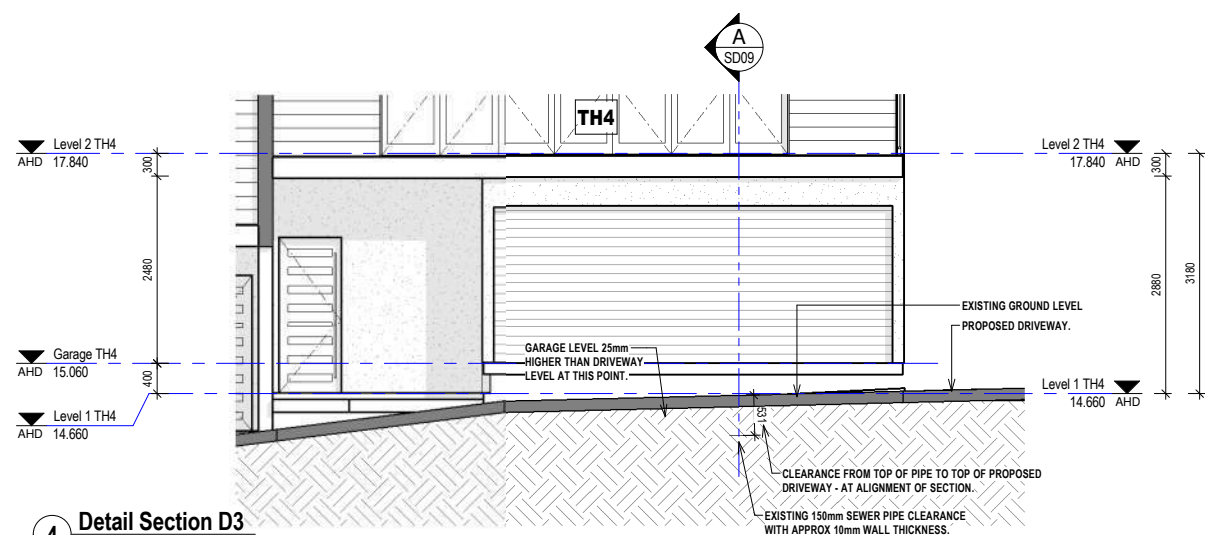 A
SD09
TH4
Level 2 TH4
AHD 17.840
300
2480
Garage TH4
AHD 15.060
400
Level 1 TH4
AHD 14.660
Level 2 TH4
17.840 AHD
300
2880
3180
EXISTING GROUND LEVEL
PROPOSED DRIVEWAY.
GARAGE LEVEL 25mm
HIGHER THAN DRIVEWAY
LEVEL AT THIS POINT.
Level 1 TH4
14.660 AHD
531
CLEARANCE FROM TOP OF PIPE TO TOP OF PROPOSED
DRIVEWAY - AT ALIGNMENT OF SECTION.
EXISTING 150mm SEWER PIPE CLEARANCE
WITH APPROX 10mm WALL THICKNESS.
4 Detail Section D3